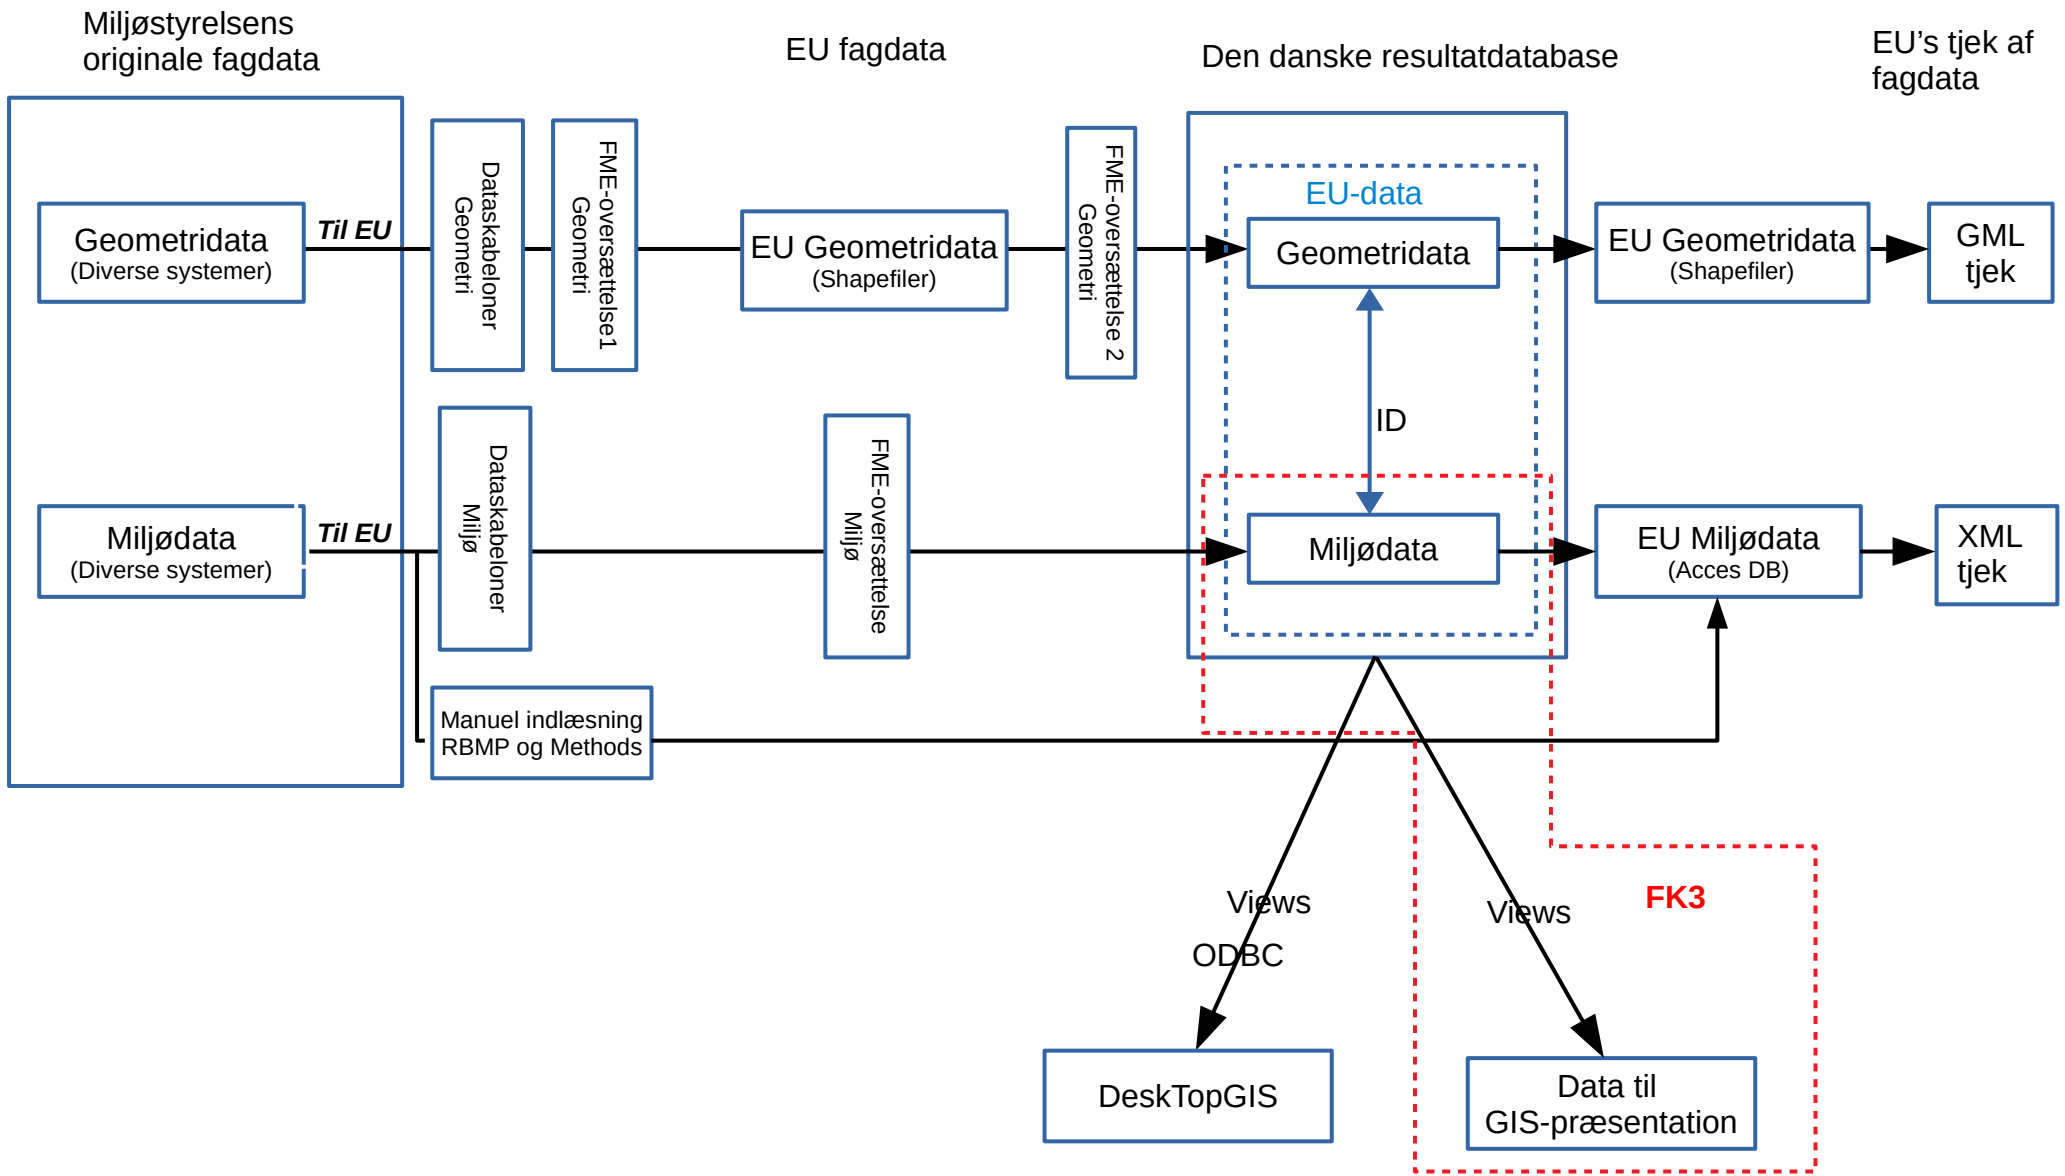 Miljøstyrelsens
originale fagdata
EU fagdata
Den danske resultatdatabase
EU’s tjek af
fagdata
Geometridata
(Diverse systemer)
Til EU
Dataskabeloner
Geometri
FME-oversættelse1
Geometri
EU Geometridata
(Shapefiler)
FME-oversættelse 2
Geometri
EU-data
Geometridata
EU Geometridata
(Shapefiler)
GML
tjek
ID
Miljødata
(Diverse systemer)
Til EU
Dataskabeloner
Miljø
FME-oversættelse
Miljø
Miljødata
EU Miljødata
(Acces DB)
XML
tjek
Manuel indlæsning
RBMP og Methods
Views
ODBC
Views
FK3
DeskTopGIS
Data til
GIS-præsentation